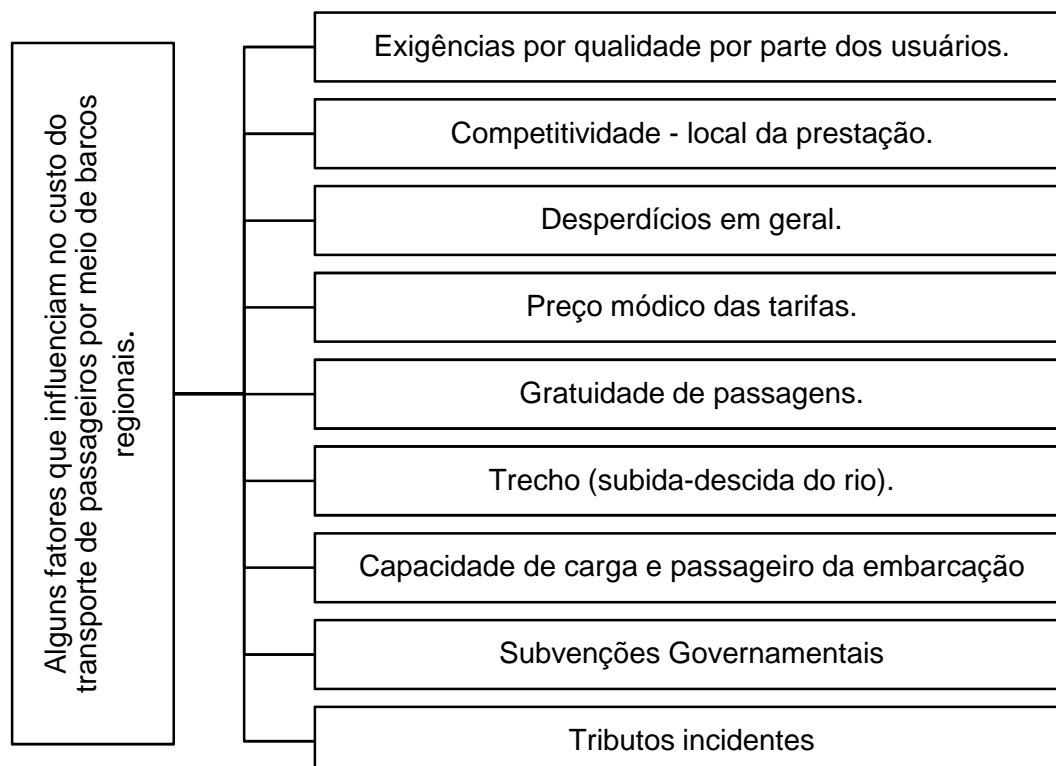 Alguns fatores que influenciam no custo do
transporte de passageiros por meio de barcos
regionais.
Exigências por qualidade por parte dos usuários.
Competitividade - local da prestação.
Desperdícios em geral.
Preço módico das tarifas.
Gratuidade de passagens.
Trecho (subida-descida do rio).
Capacidade de carga e passageiro da embarcação
Subvenções Governamentais
Tributos incidentes